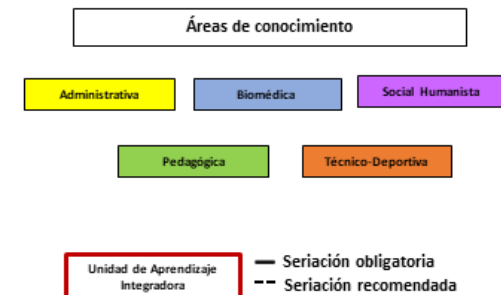 Áreas de conocimiento
Administrativa
Biomédica
Social Humanista
Pedagógica
Técnico-Deportiva
Unidad de Aprendizaje
Integradora
Seriación obligatoria
Seriación recomendada